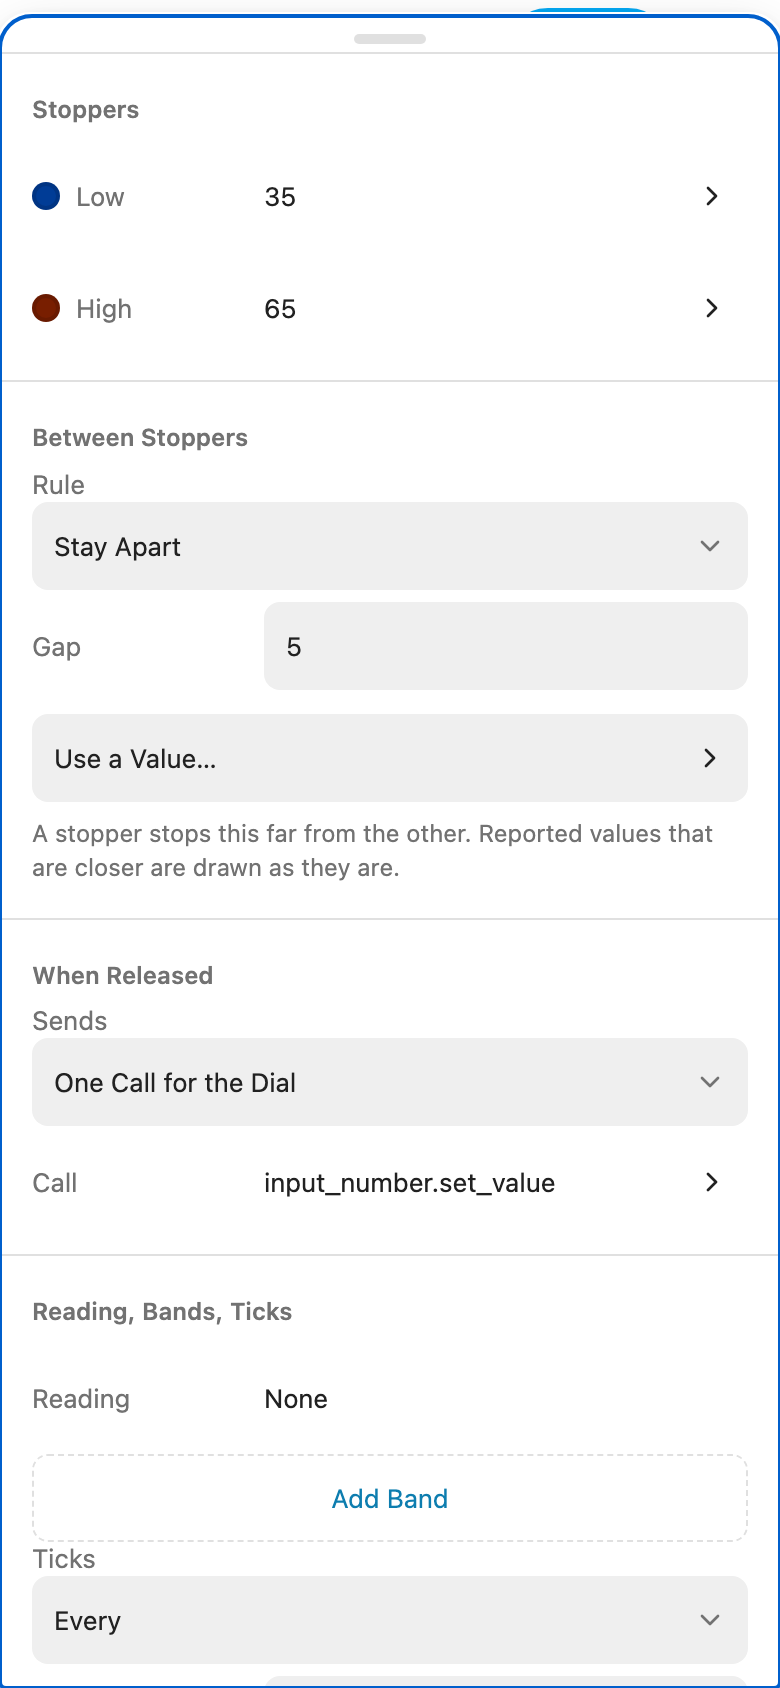 Stoppers
Low 35
High 65
Between Stoppers
Rule
Stay Apart
Gap 5
Use a Value...
A stopper stops this far from the other. Reported values that
are closer are drawn as they are.
When Released
Sends
One Call for the Dial
Call input_number.set_value
Reading, Bands, Ticks
Reading None
Add Band
Ticks
Every